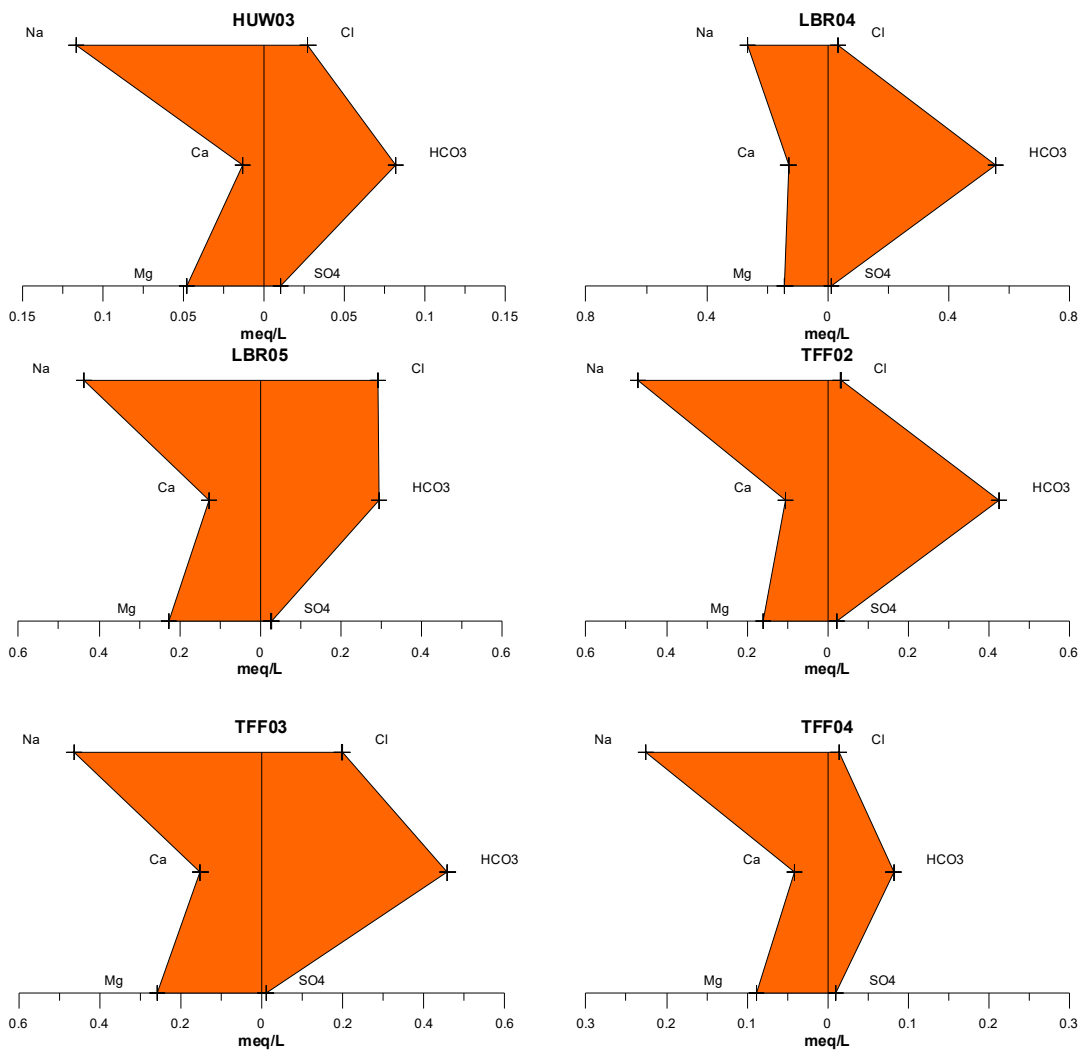 HUW03
Na Cl
Ca HCO3
Mg SO4
0.15 0.1 0.05 0 0.05 0.1 0.15
meq/L
LBR04
Na Cl
Ca HCO3
Mg SO4
0.8 0.4 0 0.4 0.8
meq/L
LBR05
Na Cl
Ca HCO3
Mg SO4
0.6 0.4 0.2 0 0.2 0.4 0.6
meq/L
TFF02
Na Cl
Ca HCO3
Mg SO4
0.6 0.4 0.2 0 0.2 0.4 0.6
meq/L
TFF03
Na Cl
Ca HCO3
Mg SO4
0.6 0.4 0.2 0 0.2 0.4 0.6
meq/L
TFF04
Na Cl
Ca HCO3
Mg SO4
0.3 0.2 0.1 0 0.1 0.2 0.3
meq/L